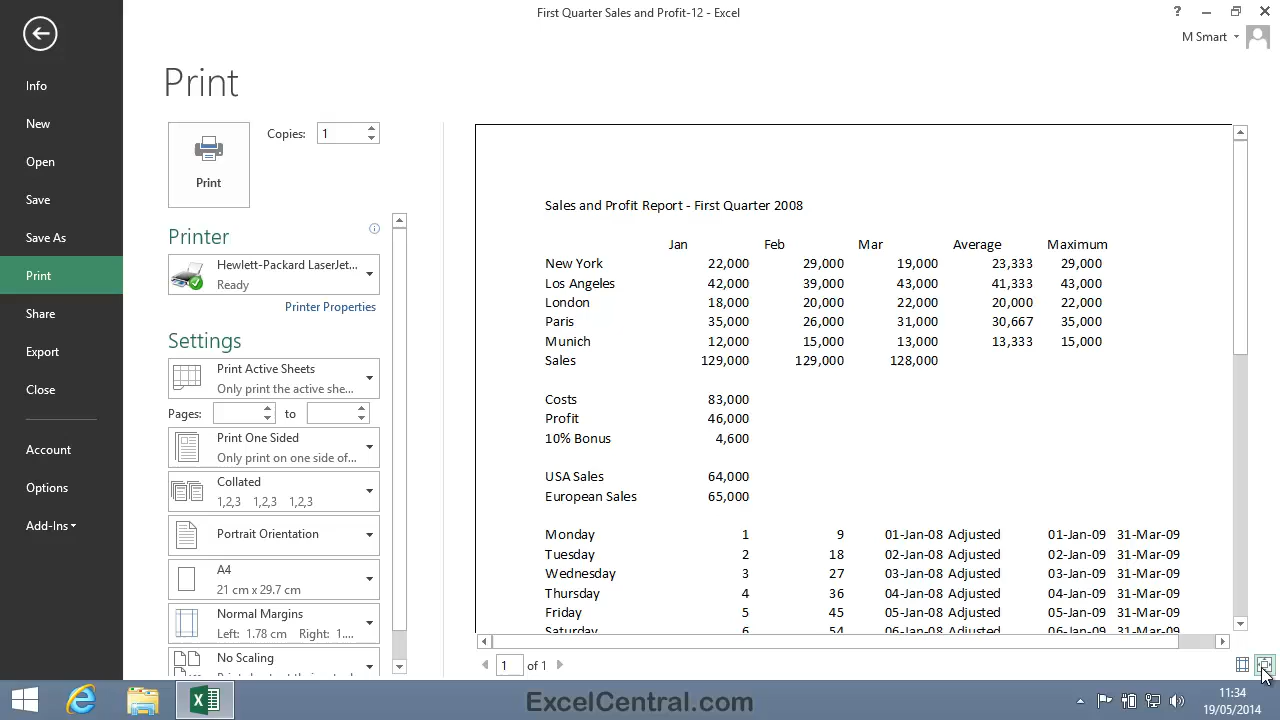 First Quarter Sales and Profit-12 - Excel
?
M Smart
Info
New
Open
Save
Save As
Print
Share
Export
Close
Account
Options
Add-Ins
Print
Print
Copies: 1
Printer
Hewlett-Packard LaserJet...
Ready
Printer Properties
Settings
Print Active Sheets
Only print the active she...
Pages: to
Print One Sided
Only print on one side of...
Collated
1,2,3 1,2,3 1,2,3
Portrait Orientation
A4
21 cm x 29.7 cm
Normal Margins
Left: 1.78 cm Right: 1....
No Scaling
Sales and Profit Report - First Quarter 2008
Jan Feb Mar Average Maximum
New York 22,000 29,000 19,000 23,333 29,000
Los Angeles 42,000 39,000 43,000 41,333 43,000
London 18,000 20,000 22,000 20,000 22,000
Paris 35,000 26,000 31,000 30,667 35,000
Munich 12,000 15,000 13,000 13,333 15,000
Sales 129,000 129,000 128,000
Costs 83,000
Profit 46,000
10% Bonus 4,600
USA Sales 64,000
European Sales 65,000
Monday 1 9 01-Jan-08 Adjusted 01-Jan-09 31-Mar-09
Tuesday 2 18 02-Jan-08 Adjusted 02-Jan-09 31-Mar-09
Wednesday 3 27 03-Jan-08 Adjusted 03-Jan-09 31-Mar-09
Thursday 4 36 04-Jan-08 Adjusted 04-Jan-09 31-Mar-09
Friday 5 45 05-Jan-08 Adjusted 05-Jan-09 31-Mar-09
Saturday 6 54 06-Jan-08 Adjusted 06-Jan-09 31-Mar-09
1 of 1
ExcelCentral.com
11:34
19/05/2014